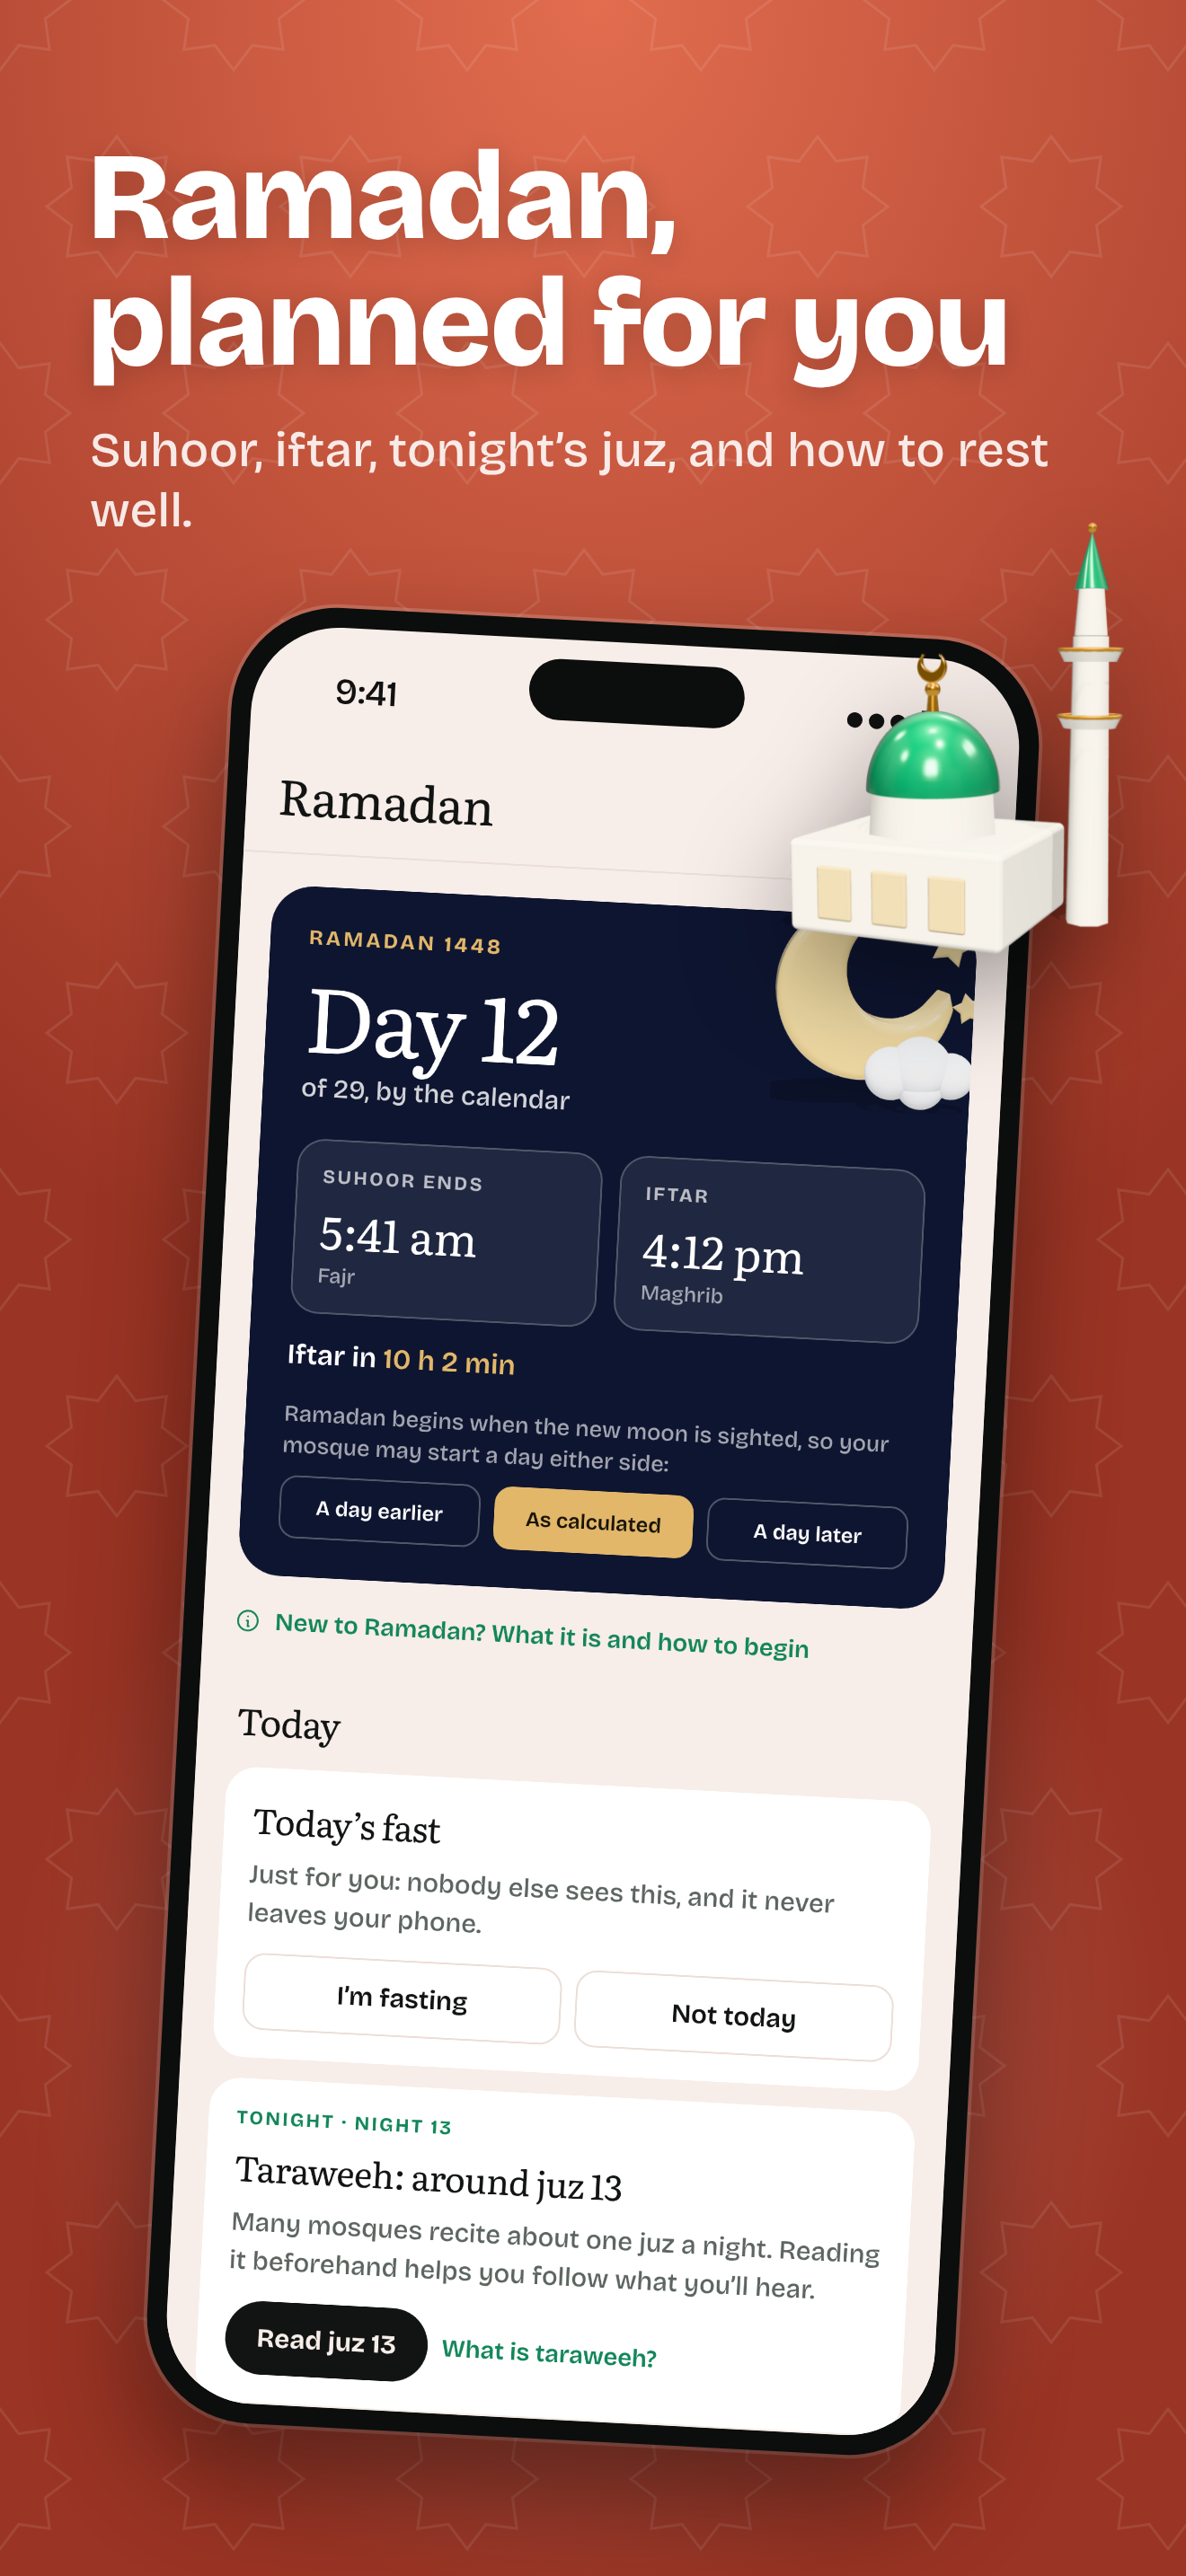 Ramadan,
planned for you
Suhoor, iftar, tonight’s juz, and how to rest
well.
9:41
Ramadan
RAMADAN 1448
Day 12
of 29, by the calendar
SUHOOR ENDS
5:41 am
Fajr
IFTAR
4:12 pm
Maghrib
Iftar in 10 h 2 min
Ramadan begins when the new moon is sighted, so your
mosque may start a day either side:
A day earlier
As calculated
A day later
New to Ramadan? What it is and how to begin
Today
Today’s fast
Just for you: nobody else sees this, and it never
leaves your phone.
I’m fasting
Not today
TONIGHT · NIGHT 13
Taraweeh: around juz 13
Many mosques recite about one juz a night. Reading
it beforehand helps you follow what you’ll hear.
Read juz 13
What is taraweeh?